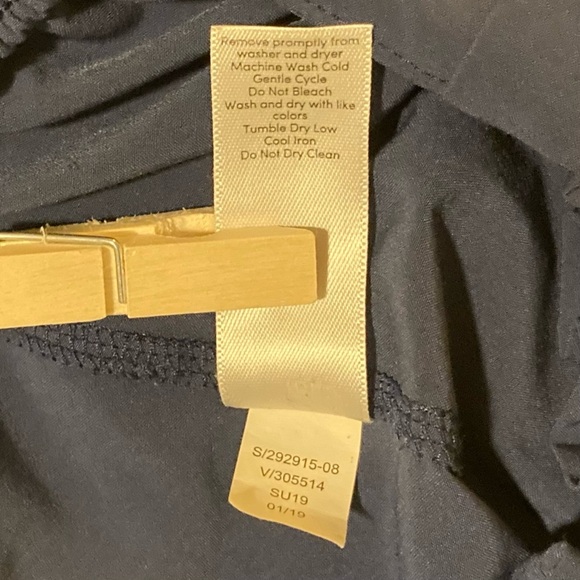 Remove promptly from
washer and dryer
Machine Wash Cold
Gentle Cycle
Do Not Bleach
Wash and dry with like
colors
Tumble Dry Low
Cool Iron
Do Not Dry Clean
S/292915-08
V/305514
SU19
01/19